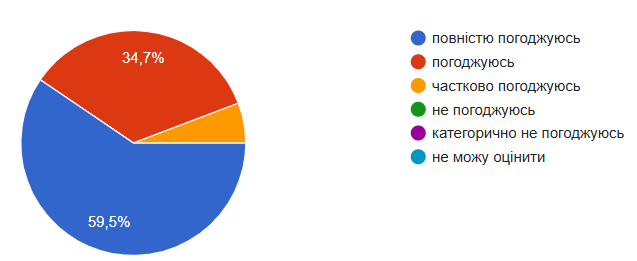 34,7%
59,5%
повністю погоджуюсь
погоджуюсь
частково погоджуюсь
не погоджуюсь
категорично не погоджуюсь
не можу оцінити